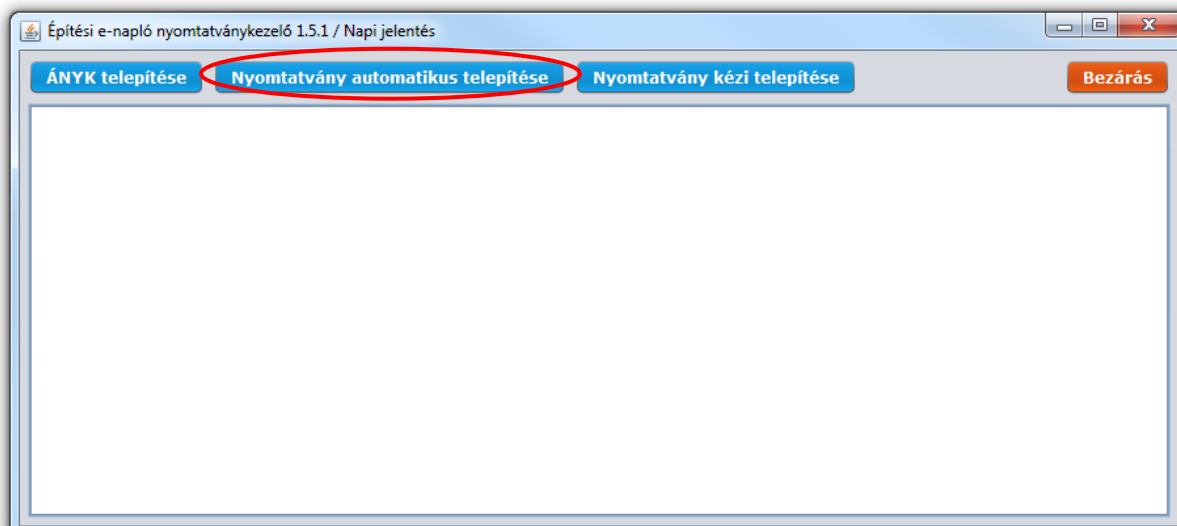 Építési e-napló nyomtatványkezelő 1.5.1 / Napi jelentés
ÁNYK telepítése Nyomtatvány automatikus telepítése Nyomtatvány kézi telepítése Bezárás